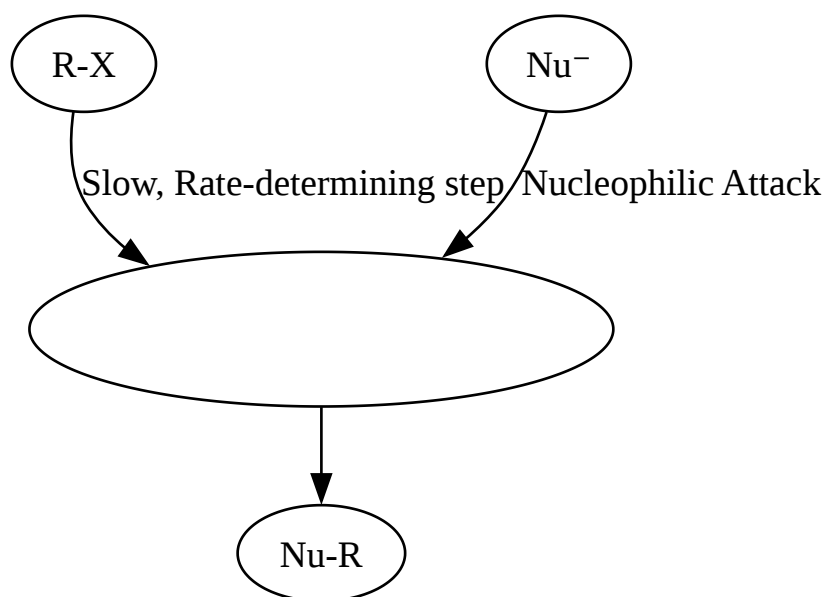 R-X
Nu⁻
Slow, Rate-determining step
Nucleophilic Attack
Nu-R